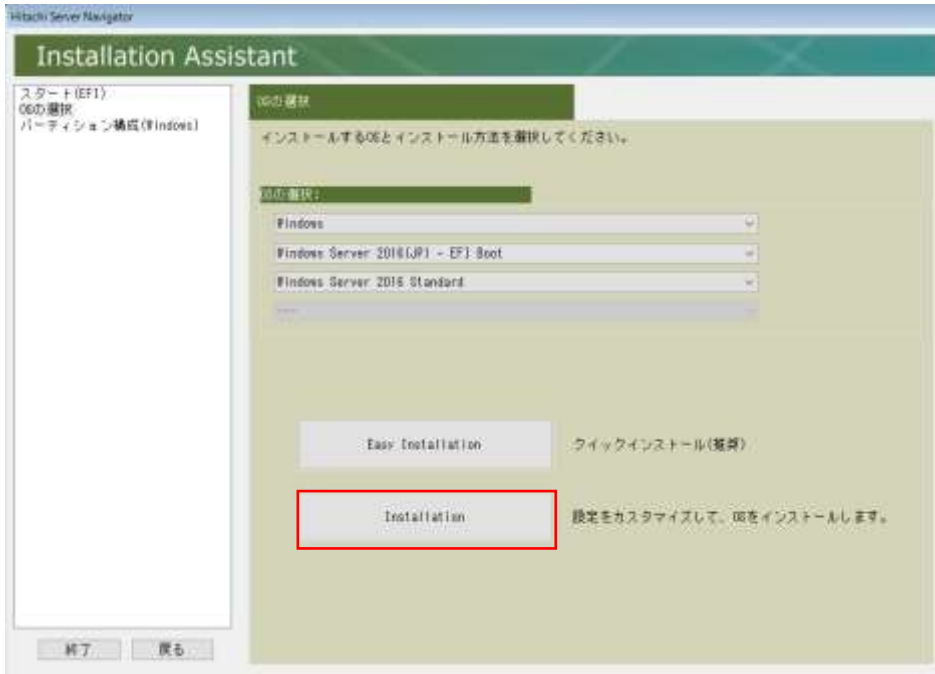 Hitachi Server Navigator
Installation Assistant
スタート(EFI)
OSの選択
パーティション構成(Windows)
OSの選択
インストールするOSとインストール方法を選択してください。
OSの選択:
Windows
Windows Server 2016[JP] - EFI Boot
Windows Server 2016 Standard
----
Easy Installation
クイックインストール(推奨)
Installation
設定をカスタマイズして、OSをインストールします。
終了
戻る